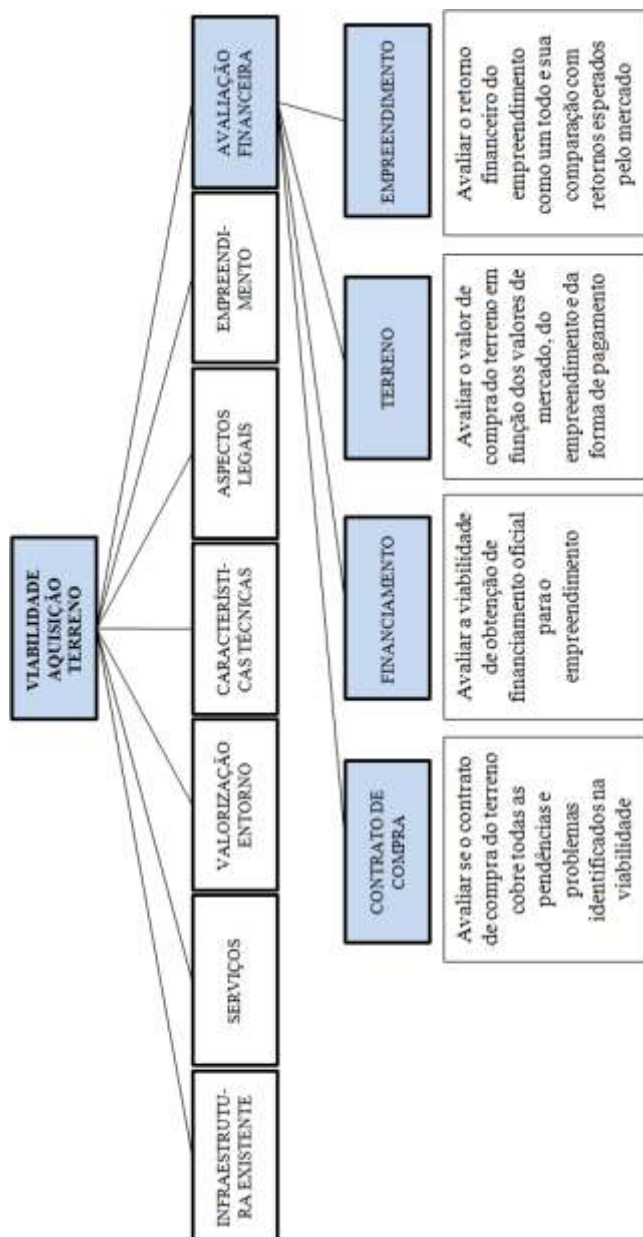 VIABILIDADE
AQUISIÇÃO
TERRENO
INFRAESTRUTU-
RA EXISTENTE
SERVIÇOS
VALORIZAÇÃO
ENTORNO
CARACTERÍSTI-
CAS TÉCNICAS
ASPECTOS
LEGAIS
EMPREENDI-
MENTO
AVALIAÇÃO
FINANCEIRA
CONTRATO DE
COMPRA
FINANCIAMENTO
TERRENO
EMPREENDIMENTO
Avaliar se o contrato
de compra do terreno
cobre todas as
pendências e
problemas
identificados na
viabilidade
Avaliar a viabilidade
de obtenção de
financiamento oficial
para o
empreendimento
Avaliar o valor de
compra do terreno em
função dos valores de
mercado, do
empreendimento e da
forma de pagamento
Avaliar o retorno
financeiro do
empreendimento
como um todo e sua
comparação com
retornos esperados
pelo mercado